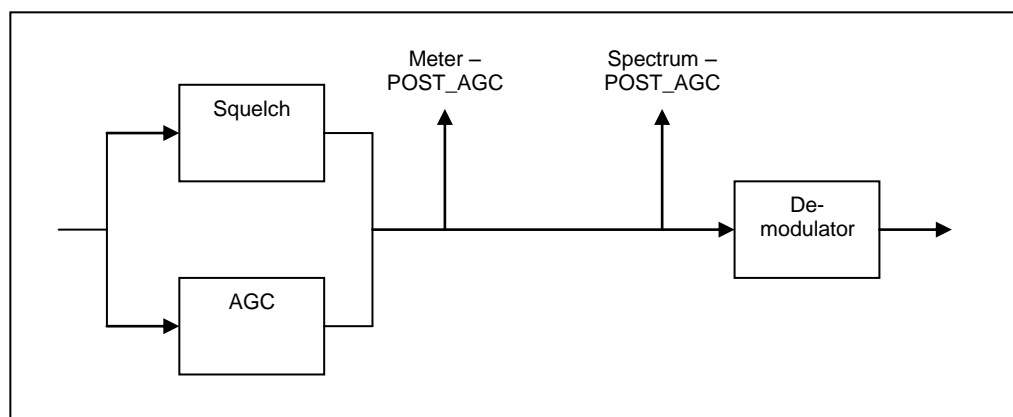 Meter –
POST_AGC
Spectrum –
POST_AGC
Squelch
De-
modulator
AGC